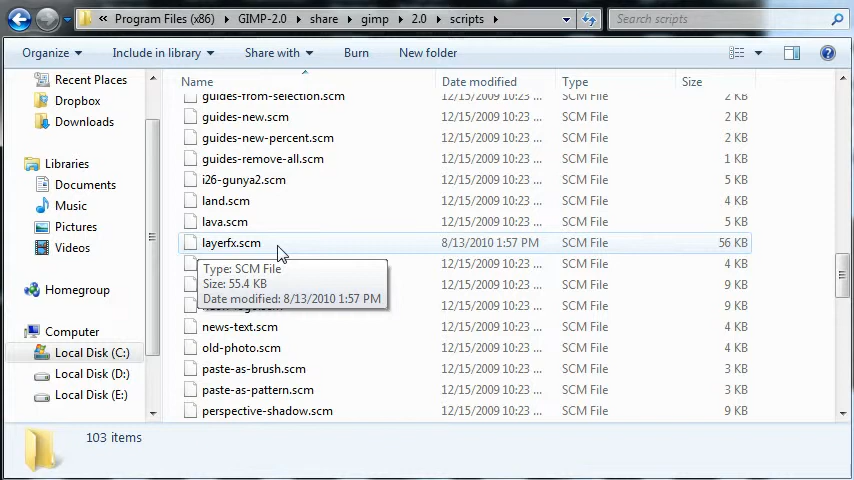 « Program Files (x86) ▸ GIMP-2.0 ▸ share ▸ gimp ▸ 2.0 ▸ scripts ▸ Search scripts
Organize Include in library Share with Burn New folder
Name Date modified Type Size
Recent Places
Dropbox
Downloads
Libraries
Documents
Music
Pictures
Videos
Homegroup
Computer
Local Disk (C:)
Local Disk (D:)
Local Disk (E:)
guides-from-selection.scm 12/15/2009 10:23 ... SCM File 2 KB
guides-new.scm 12/15/2009 10:23 ... SCM File 2 KB
guides-new-percent.scm 12/15/2009 10:23 ... SCM File 2 KB
guides-remove-all.scm 12/15/2009 10:23 ... SCM File 1 KB
i26-gunya2.scm 12/15/2009 10:23 ... SCM File 5 KB
land.scm 12/15/2009 10:23 ... SCM File 5 KB
lava.scm 12/15/2009 10:23 ... SCM File 5 KB
layerfx.scm 8/13/2010 1:57 PM SCM File 56 KB
12/15/2009 10:23 ... SCM File 4 KB
12/15/2009 10:23 ... SCM File 9 KB
12/15/2009 10:23 ... SCM File 9 KB
Type: SCM File
Size: 55.4 KB
Date modified: 8/13/2010 1:57 PM
news-text.scm 12/15/2009 10:23 ... SCM File 4 KB
old-photo.scm 12/15/2009 10:23 ... SCM File 4 KB
paste-as-brush.scm 12/15/2009 10:23 ... SCM File 3 KB
paste-as-pattern.scm 12/15/2009 10:23 ... SCM File 3 KB
perspective-shadow.scm 12/15/2009 10:23 ... SCM File 9 KB
103 items